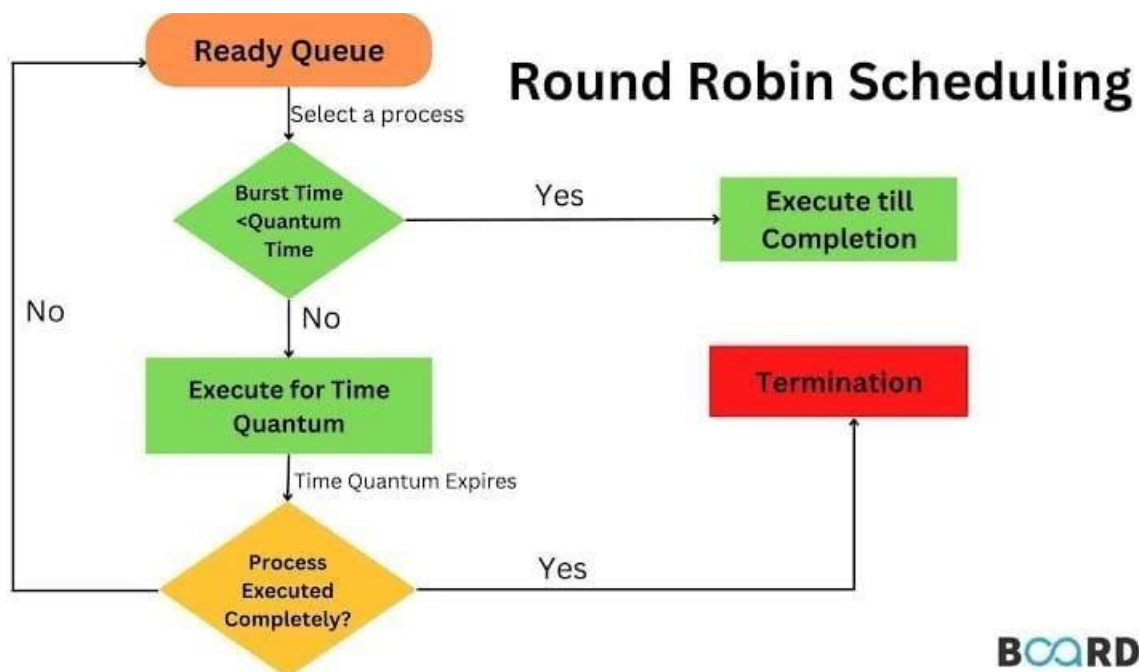 Ready Queue
Round Robin Scheduling
Select a process
Burst Time
<Quantum
Time
Yes
Execute till
Completion
No
No
Execute for Time
Quantum
Termination
Time Quantum Expires
Process
Executed
Completely?
Yes
BOARD